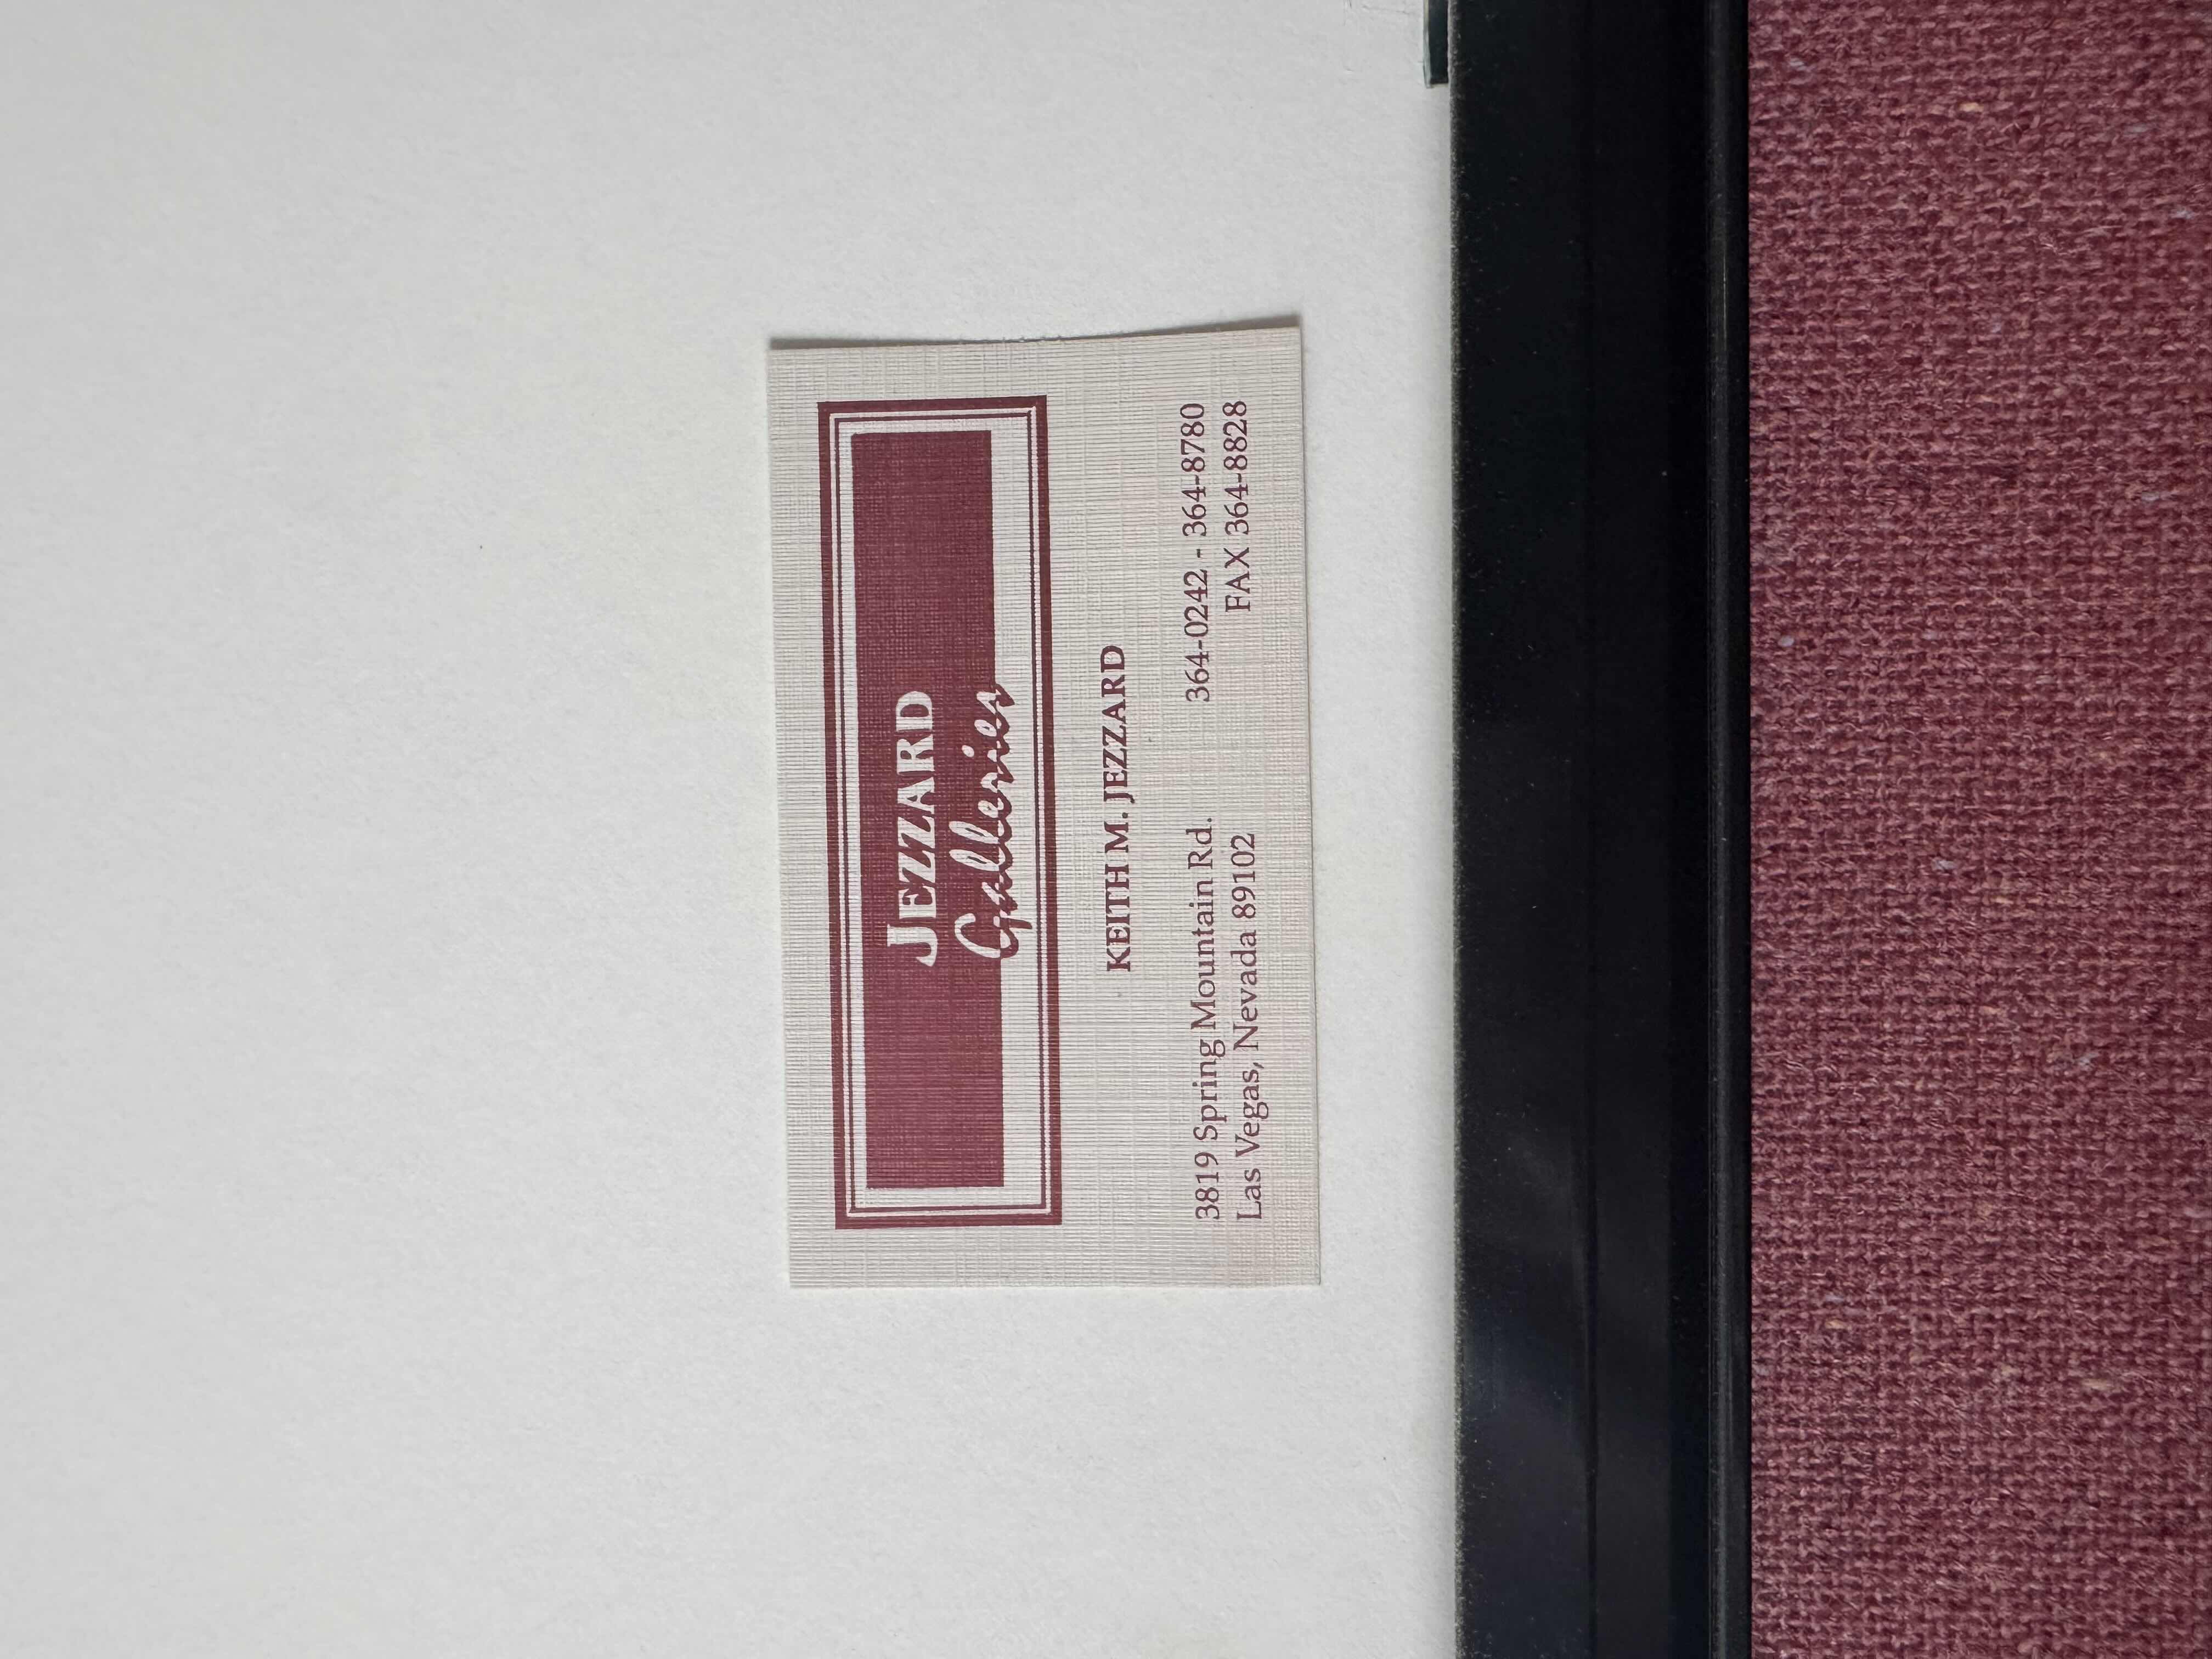 JEZZARD
Galleries
KEITH M. JEZZARD
3819 Spring Mountain Rd. 364-0242 - 364-8780
Las Vegas, Nevada 89102 FAX 364-8828